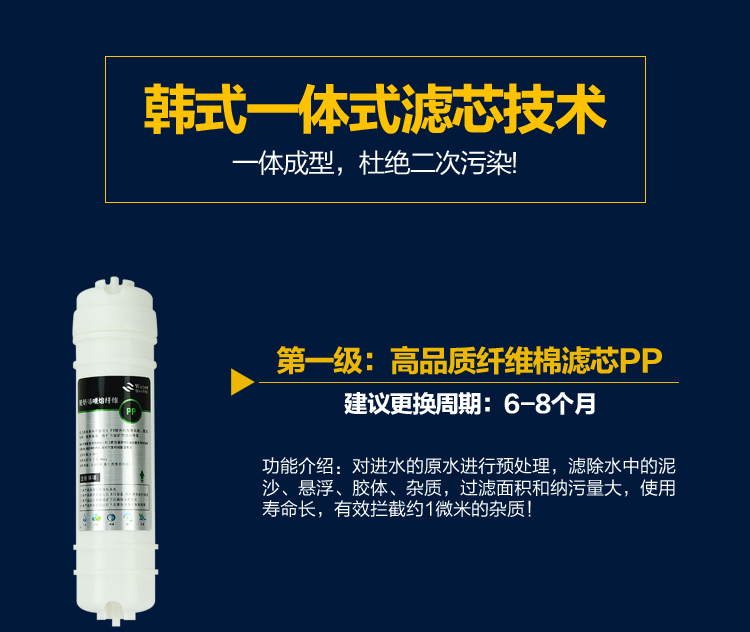 韩式一体式滤芯技术
一体成型，杜绝二次污染!
第一级：高品质纤维棉滤芯PP
建议更换周期：6-8个月
功能介绍：对进水的原水进行预处理，滤除水中的泥
沙、悬浮、胶体、杂质，过滤面积和纳污量大，使用
寿命长，有效拦截约1微米的杂质！
喷熔纤维
PP